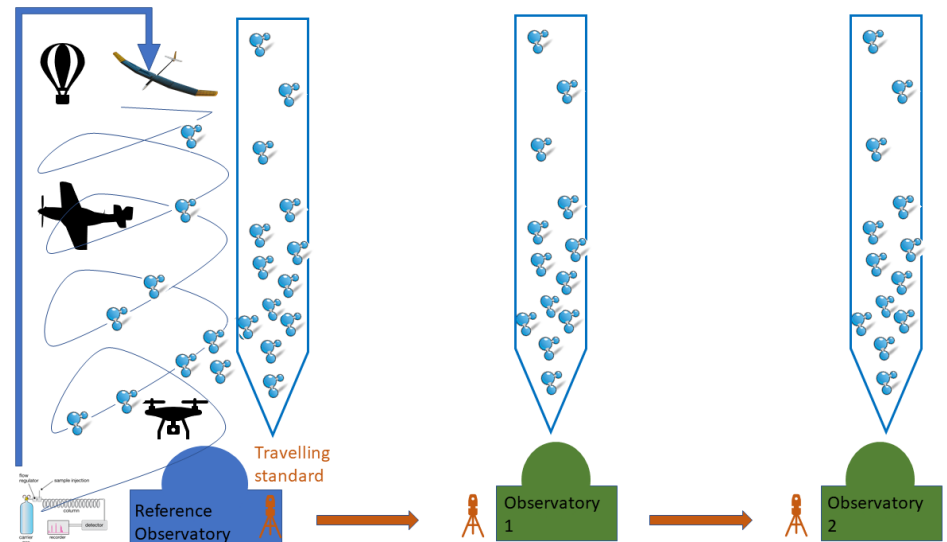 Travelling
standard
flow
regulator
sample injection
column
detector
recorder
carrier
Reference
Observatory
Observatory
1
Observatory
2